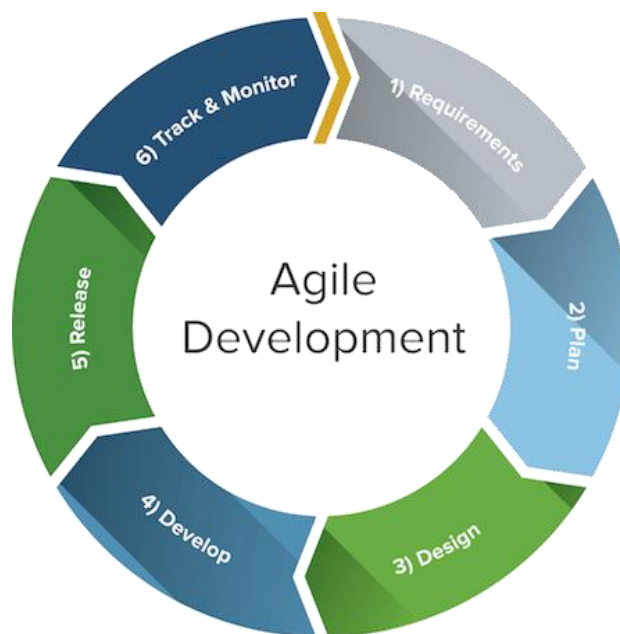 Agile
Development
1) Requirements
2) Plan
3) Design
4) Develop
5) Release
6) Track & Monitor